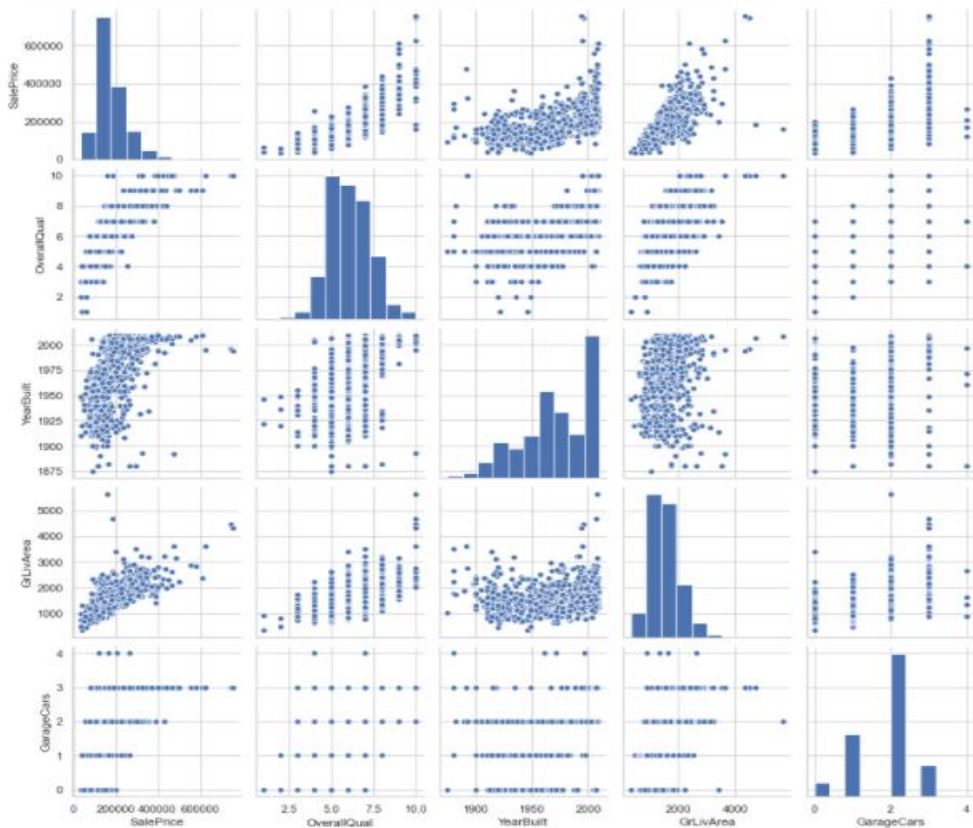 SalePrice
600000
400000
200000
0
OverallQual
10
8
6
4
2
YearBuilt
2000
1975
1950
1925
1900
1875
GrLivArea
5000
4000
3000
2000
1000
GarageCars
4
3
2
1
0
0 200000 400000 600000
2.5 5.0 7.5 10.0
1900 1950 2000
2000 4000
0 2 4
SalePrice
OverallQual
YearBuilt
GrLivArea
GarageCars